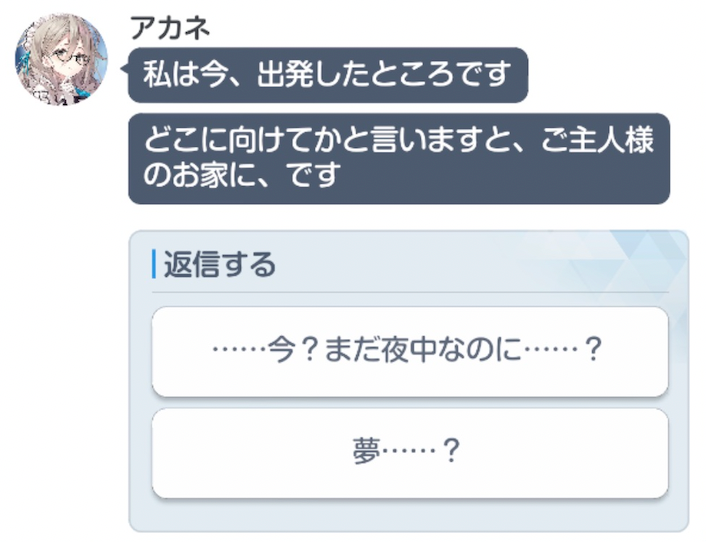 アカネ
私は今、出発したところです
どこに向けてかと言いますと、ご主人様
のお家に、です
返信する
……今？まだ夜中なのに……？
夢……？